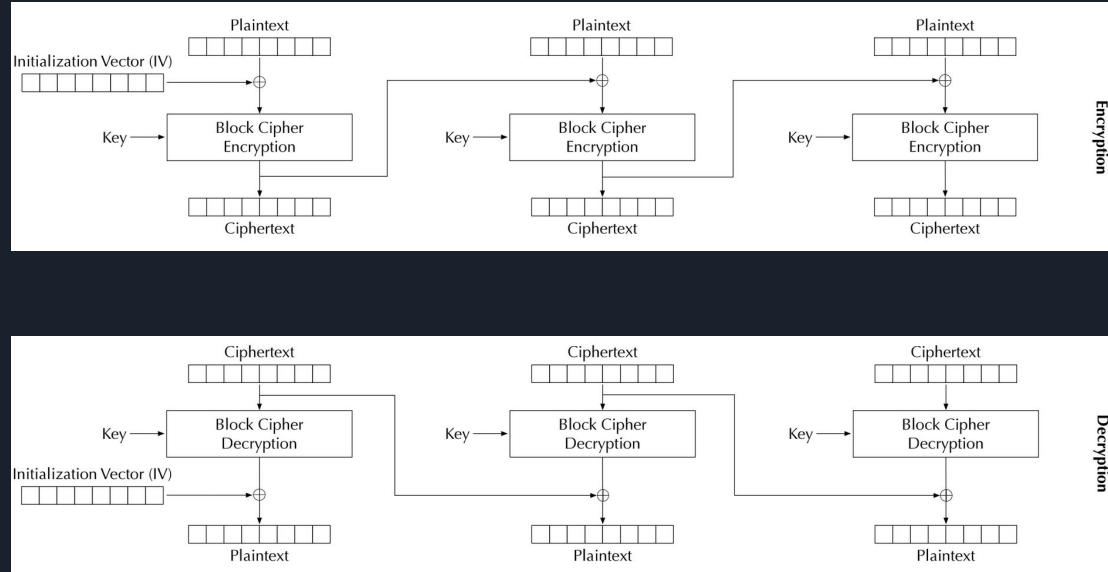 Plaintext
Plaintext
Plaintext
Initialization Vector (IV)
Key
Block Cipher
Encryption
Key
Block Cipher
Encryption
Key
Block Cipher
Encryption
Encryption
Ciphertext
Ciphertext
Ciphertext
Ciphertext
Ciphertext
Ciphertext
Key
Block Cipher
Decryption
Key
Block Cipher
Decryption
Key
Block Cipher
Decryption
Decryption
Initialization Vector (IV)
Plaintext
Plaintext
Plaintext